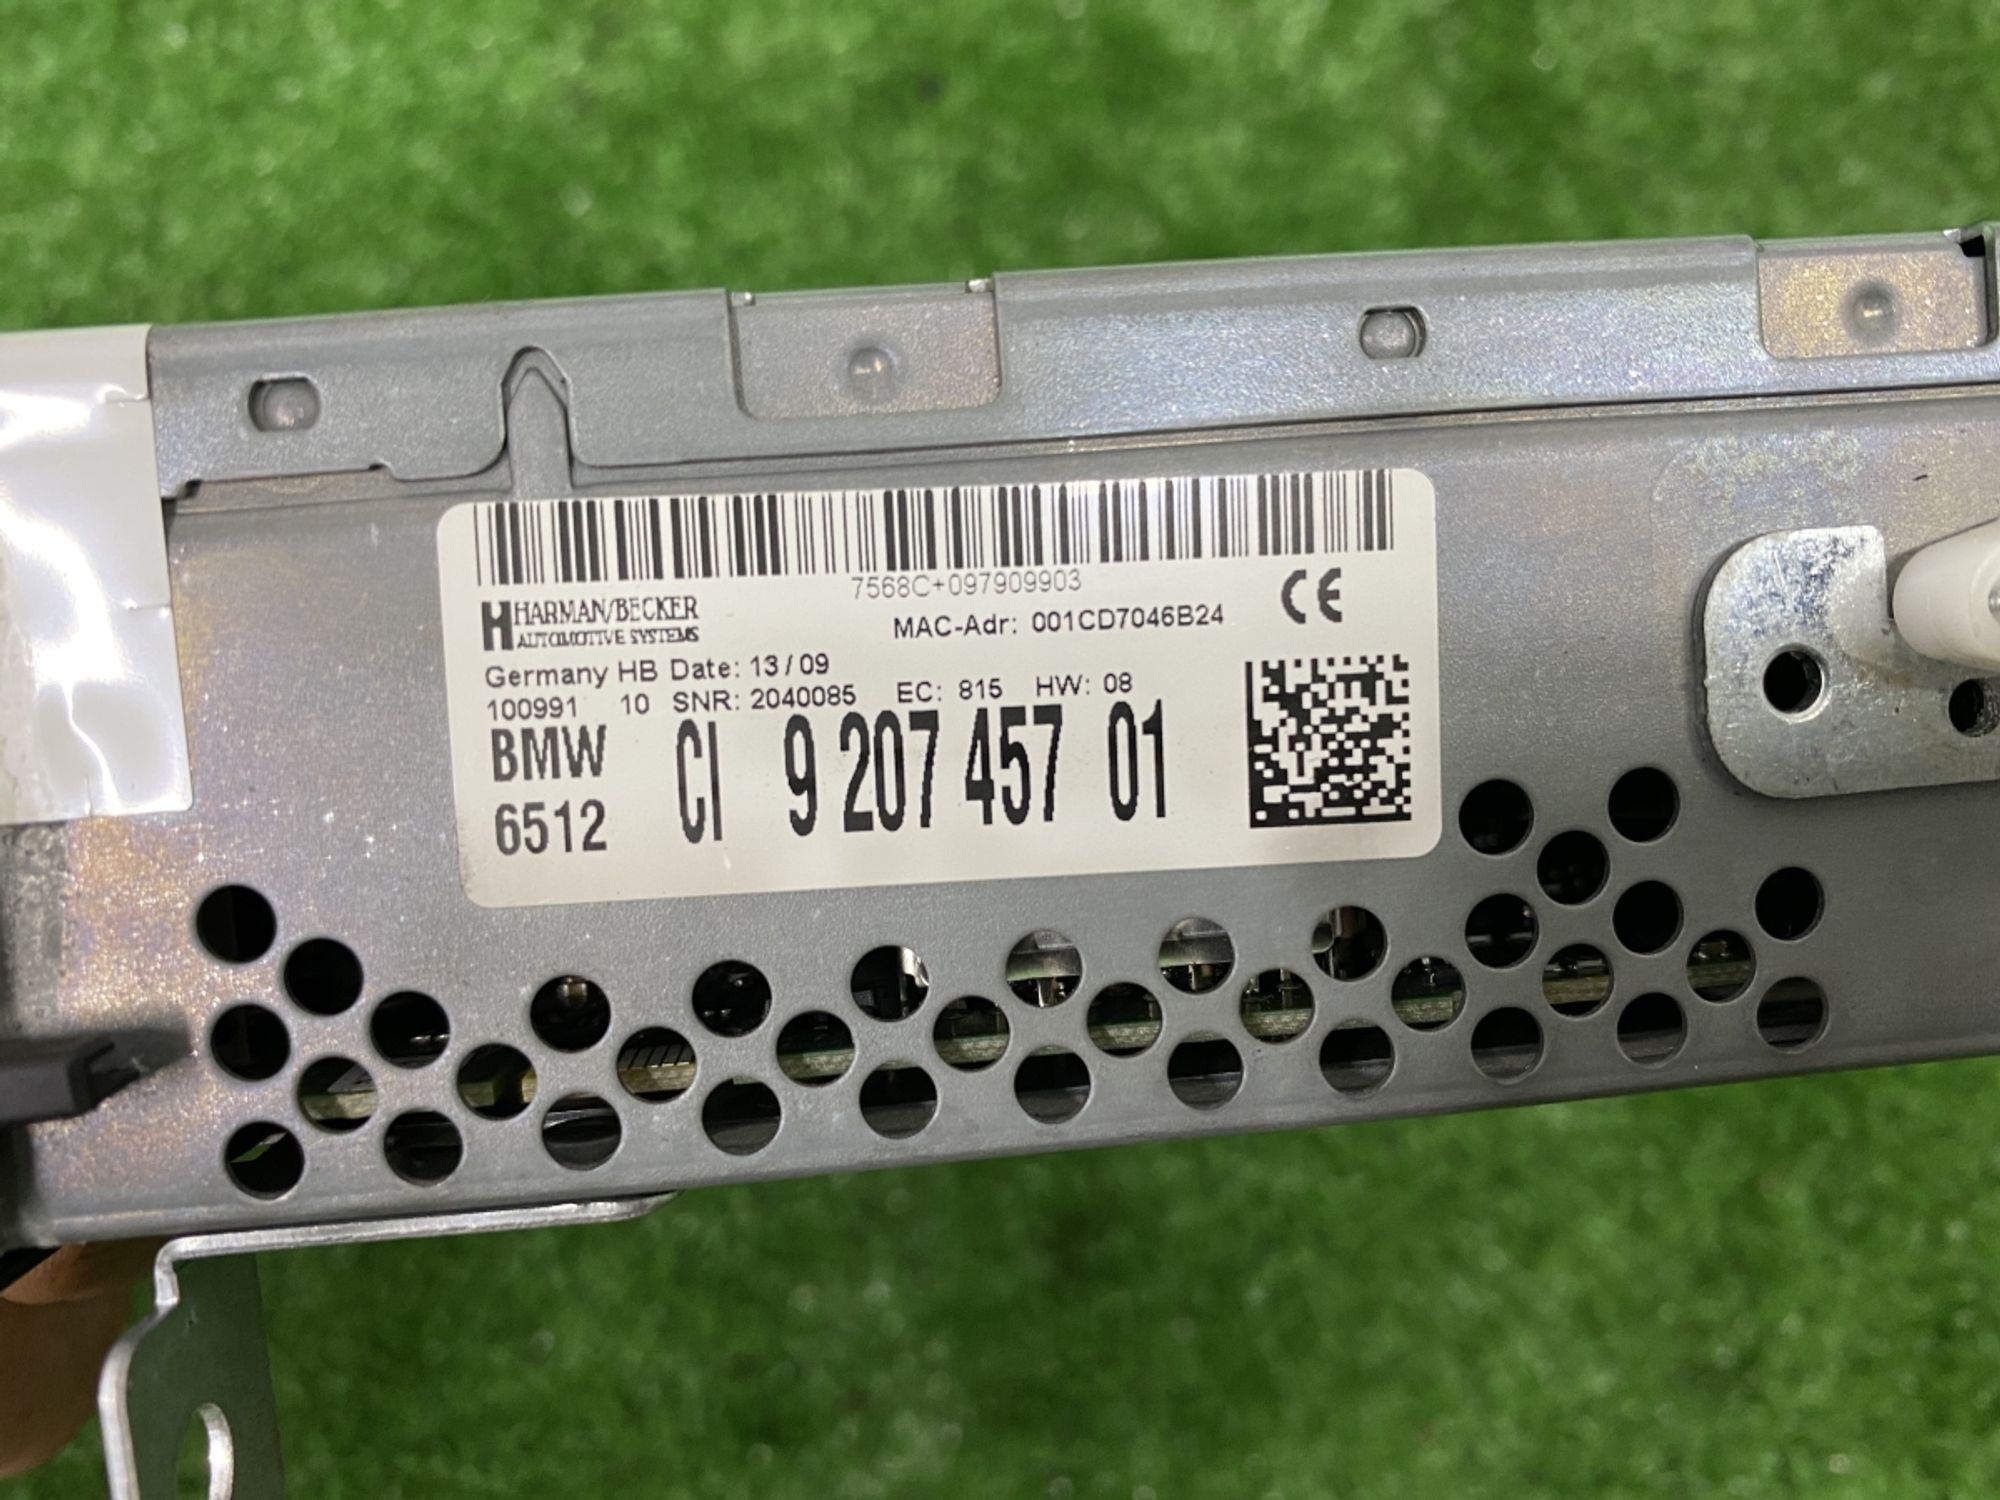 7568C+097909903
HARMAN/BECKER
AUTOMOTIVE SYSTEMS
MAC-Adr: 001CD7046B24
CE
Germany HB Date: 13/09
100991 10 SNR: 2040085 EC: 815 HW: 08
BMW CI 9 207 457 01
6512